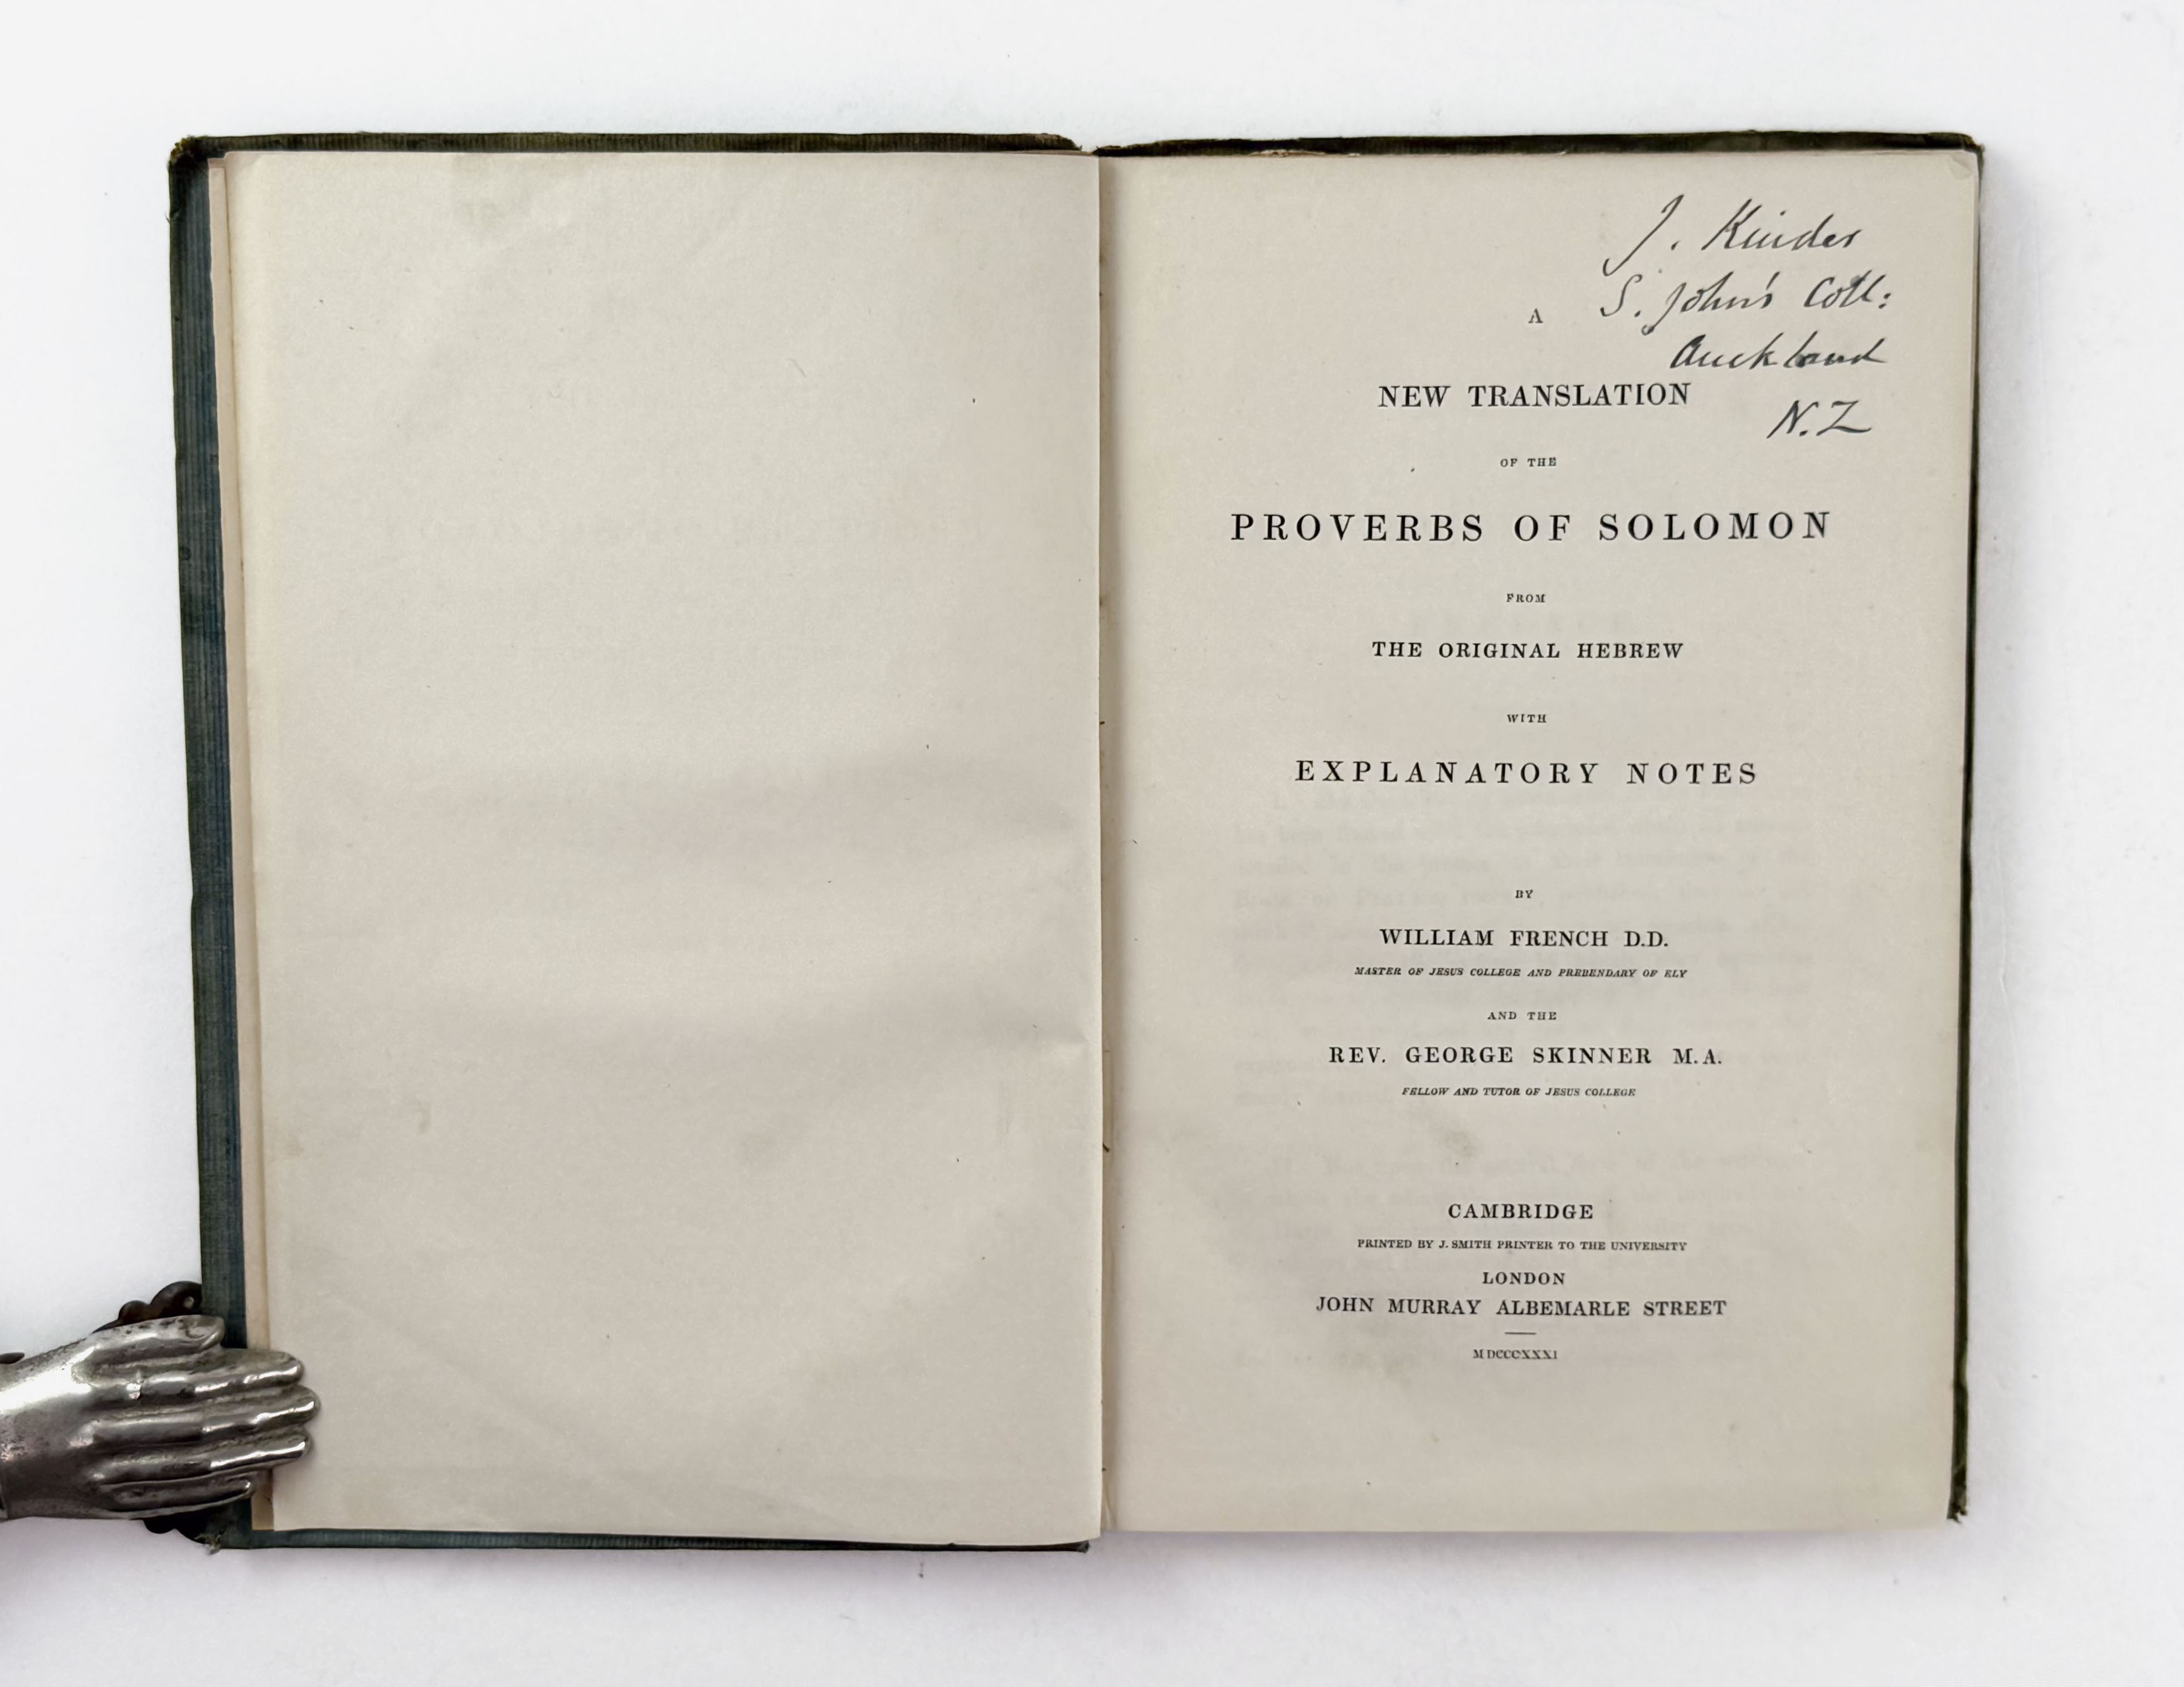 J. Kinder
S. John's Coll:
Auckland
N.Z
A
NEW TRANSLATION
OF THE
PROVERBS OF SOLOMON
FROM
THE ORIGINAL HEBREW
WITH
EXPLANATORY NOTES
BY
WILLIAM FRENCH D.D.
MASTER OF JESUS COLLEGE AND PREBENDARY OF ELY
AND THE
REV. GEORGE SKINNER M.A.
FELLOW AND TUTOR OF JESUS COLLEGE
CAMBRIDGE
PRINTED BY J. SMITH PRINTER TO THE UNIVERSITY
LONDON
JOHN MURRAY ALBEMARLE STREET
MDCCCXXXI